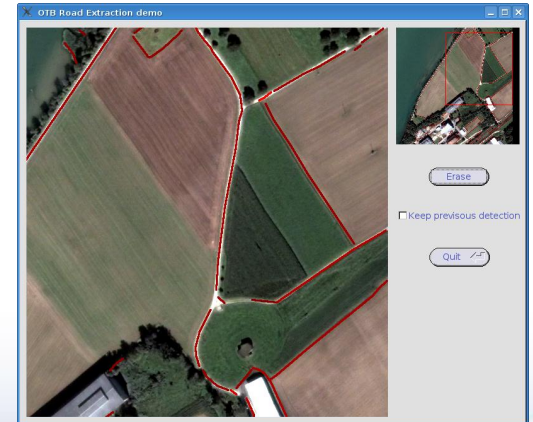 OTB Road Extraction demo
Erase
Keep previsous detection
Quit